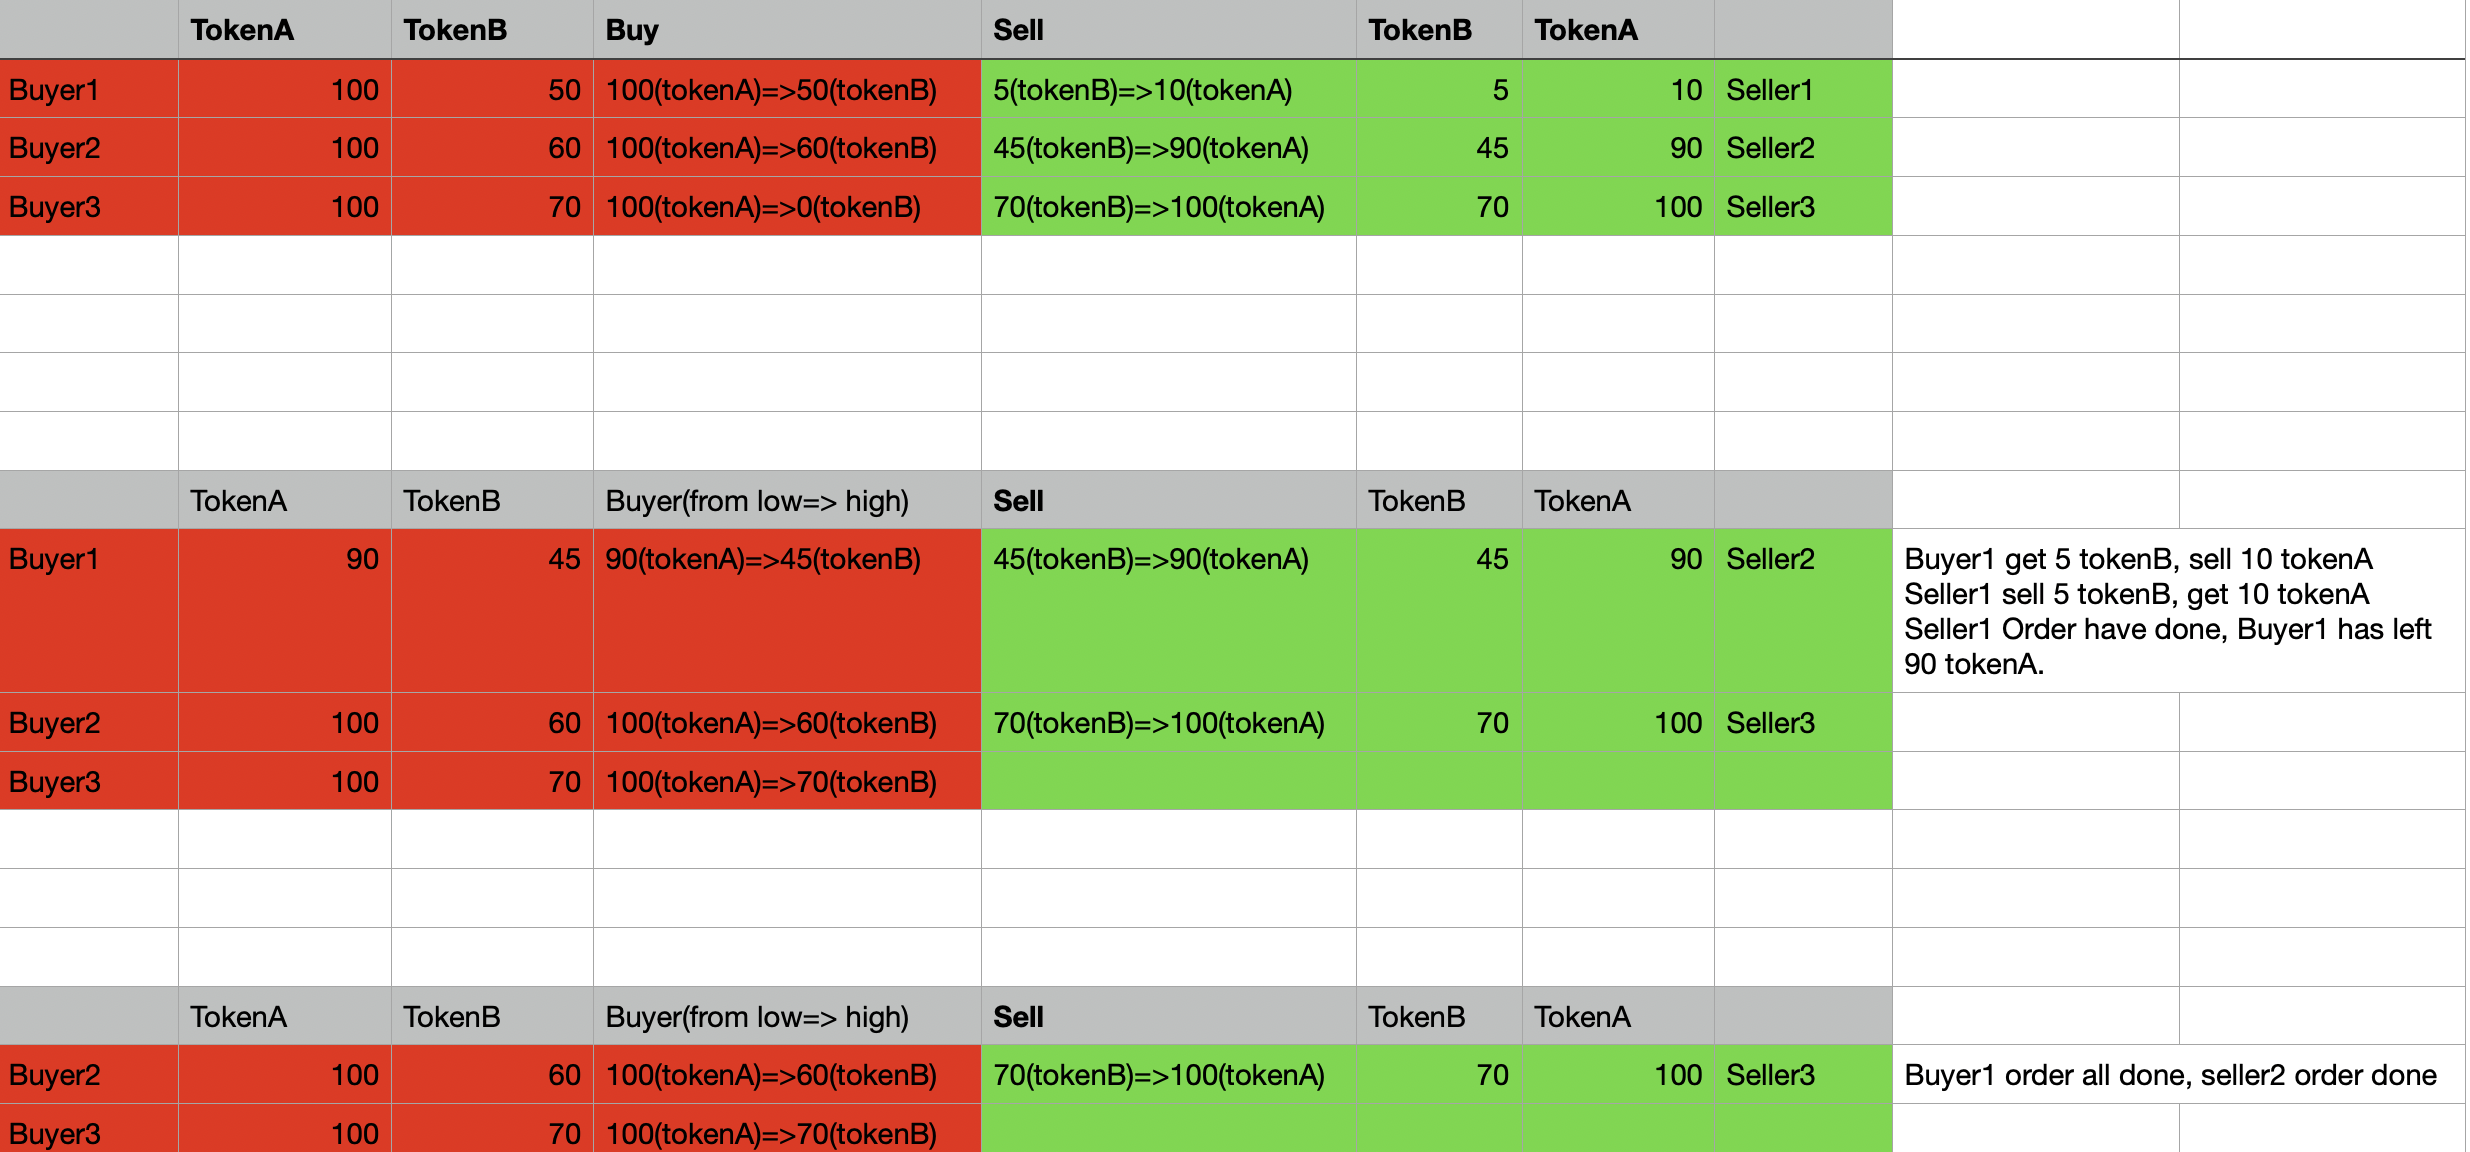 TokenA TokenB Buy Sell TokenB TokenA
Buyer1 100 50 100(tokenA)=>50(tokenB) 5(tokenB)=>10(tokenA) 5 10 Seller1
Buyer2 100 60 100(tokenA)=>60(tokenB) 45(tokenB)=>90(tokenA) 45 90 Seller2
Buyer3 100 70 100(tokenA)=>0(tokenB) 70(tokenB)=>100(tokenA) 70 100 Seller3
TokenA TokenB Buyer(from low=> high) Sell TokenB TokenA
Buyer1 90 45 90(tokenA)=>45(tokenB) 45(tokenB)=>90(tokenA) 45 90 Seller2 Buyer1 get 5 tokenB, sell 10 tokenA
Seller1 sell 5 tokenB, get 10 tokenA
Seller1 Order have done, Buyer1 has left
90 tokenA.
Buyer2 100 60 100(tokenA)=>60(tokenB) 70(tokenB)=>100(tokenA) 70 100 Seller3
Buyer3 100 70 100(tokenA)=>70(tokenB)
TokenA TokenB Buyer(from low=> high) Sell TokenB TokenA
Buyer2 100 60 100(tokenA)=>60(tokenB) 70(tokenB)=>100(tokenA) 70 100 Seller3 Buyer1 order all done, seller2 order done
Buyer3 100 70 100(tokenA)=>70(tokenB)